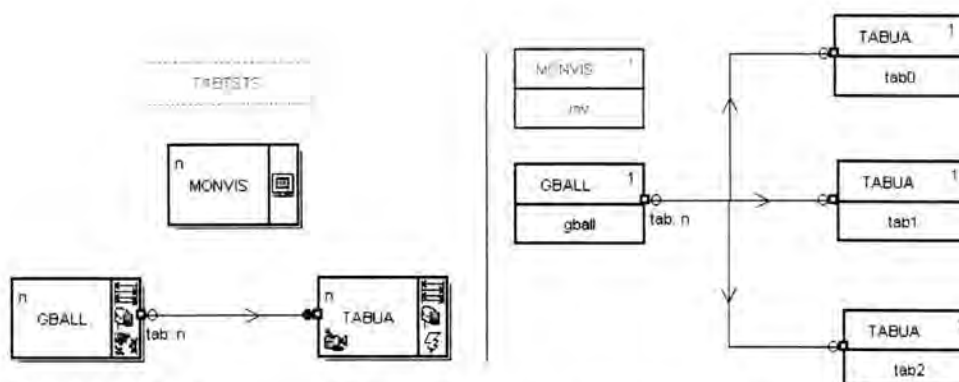 n
MONVIS
n
GBALL
tab: n
n
TABUA
MONVIS 1
mv
GBALL 1
gball
tab: n
TABUA 1
tab0
TABUA 1
tab1
TABUA
tab2